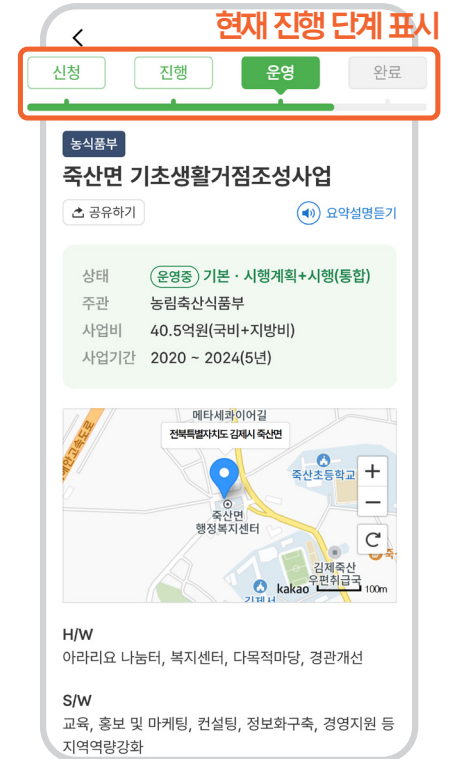 현재 진행 단계 표시
신청
진행
운영
완료
농식품부
죽산면 기초생활거점조성사업
공유하기
요약설명듣기
상태 운영중 기본 · 시행계획+시행(통합)
주관 농림축산식품부
사업비 40.5억원(국비+지방비)
사업기간 2020 ~ 2024(5년)
메타세콰이어길
전북특별자치도 김제시 죽산면
죽산초등학교
+
−
죽산면
행정복지센터
김제죽산
우편취급국
kakao 100m
H/W
아라리요 나눔터, 복지센터, 다목적마당, 경관개선
S/W
교육, 홍보 및 마케팅, 컨설팅, 정보화구축, 경영지원 등
지역역량강화